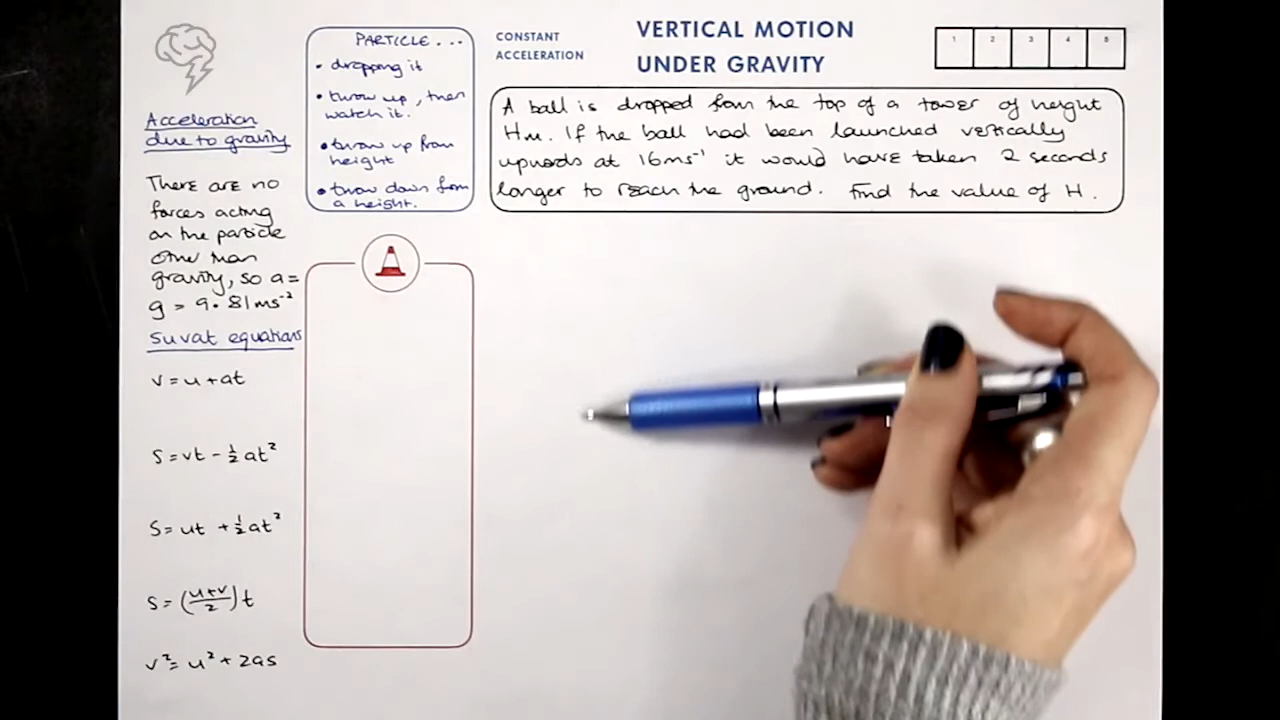 CONSTANT
ACCELERATION
VERTICAL MOTION
UNDER GRAVITY
1 2 3 4 5
PARTICLE...
• dropping it
• throw up, then
watch it.
• throw up from
height
• throw down from
a height.
A ball is dropped from the top of a tower of height
Hm. If the ball had been launched vertically
upwards at 16ms⁻¹ it would have taken 2 seconds
longer to reach the ground. Find the value of H.
Acceleration
due to gravity
There are no
forces acting
on the particle
other than
gravity, so a =
g = 9.81ms⁻²
Suvat equations
v = u + at
s = vt - ½ at²
s = ut + ½ at²
s = (u+v/2) t
v² = u² + 2as